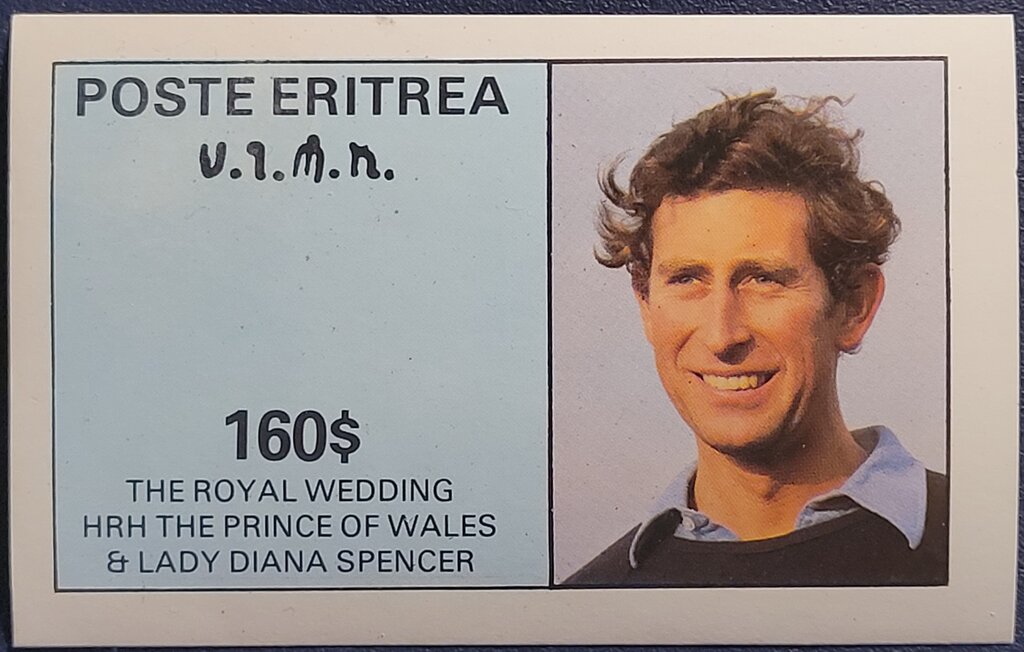 POSTE ERITREA
160$
THE ROYAL WEDDING
HRH THE PRINCE OF WALES
& LADY DIANA SPENCER